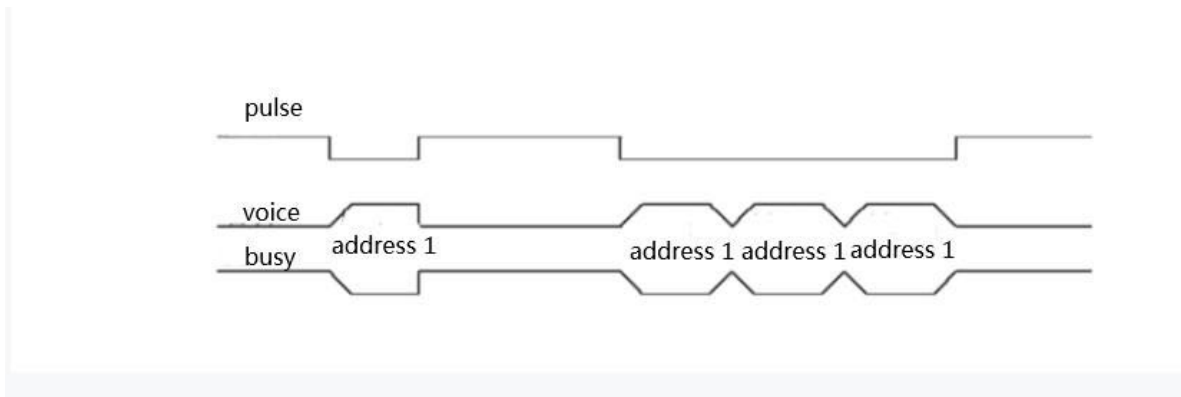 pulse
voice
address 1
busy
address 1 address 1 address 1